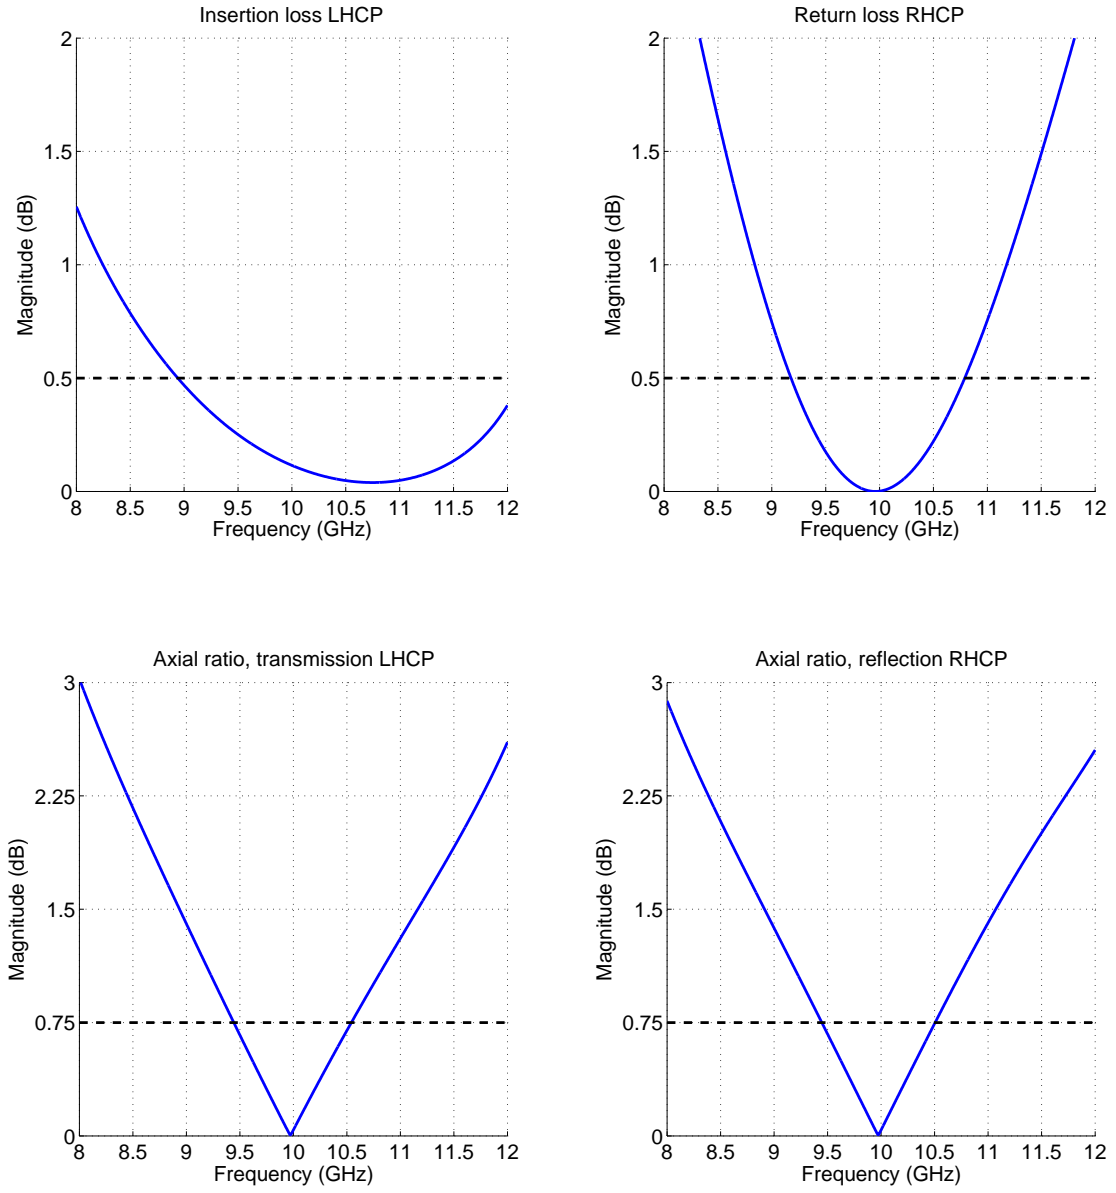 Insertion loss LHCP
2
1.5
1
0.5
0
Magnitude (dB)
8 8.5 9 9.5 10 10.5 11 11.5 12
Frequency (GHz)
Return loss RHCP
2
1.5
1
0.5
0
Magnitude (dB)
8 8.5 9 9.5 10 10.5 11 11.5 12
Frequency (GHz)
Axial ratio, transmission LHCP
3
2.25
1.5
0.75
0
Magnitude (dB)
8 8.5 9 9.5 10 10.5 11 11.5 12
Frequency (GHz)
Axial ratio, reflection RHCP
3
2.25
1.5
0.75
0
Magnitude (dB)
8 8.5 9 9.5 10 10.5 11 11.5 12
Frequency (GHz)